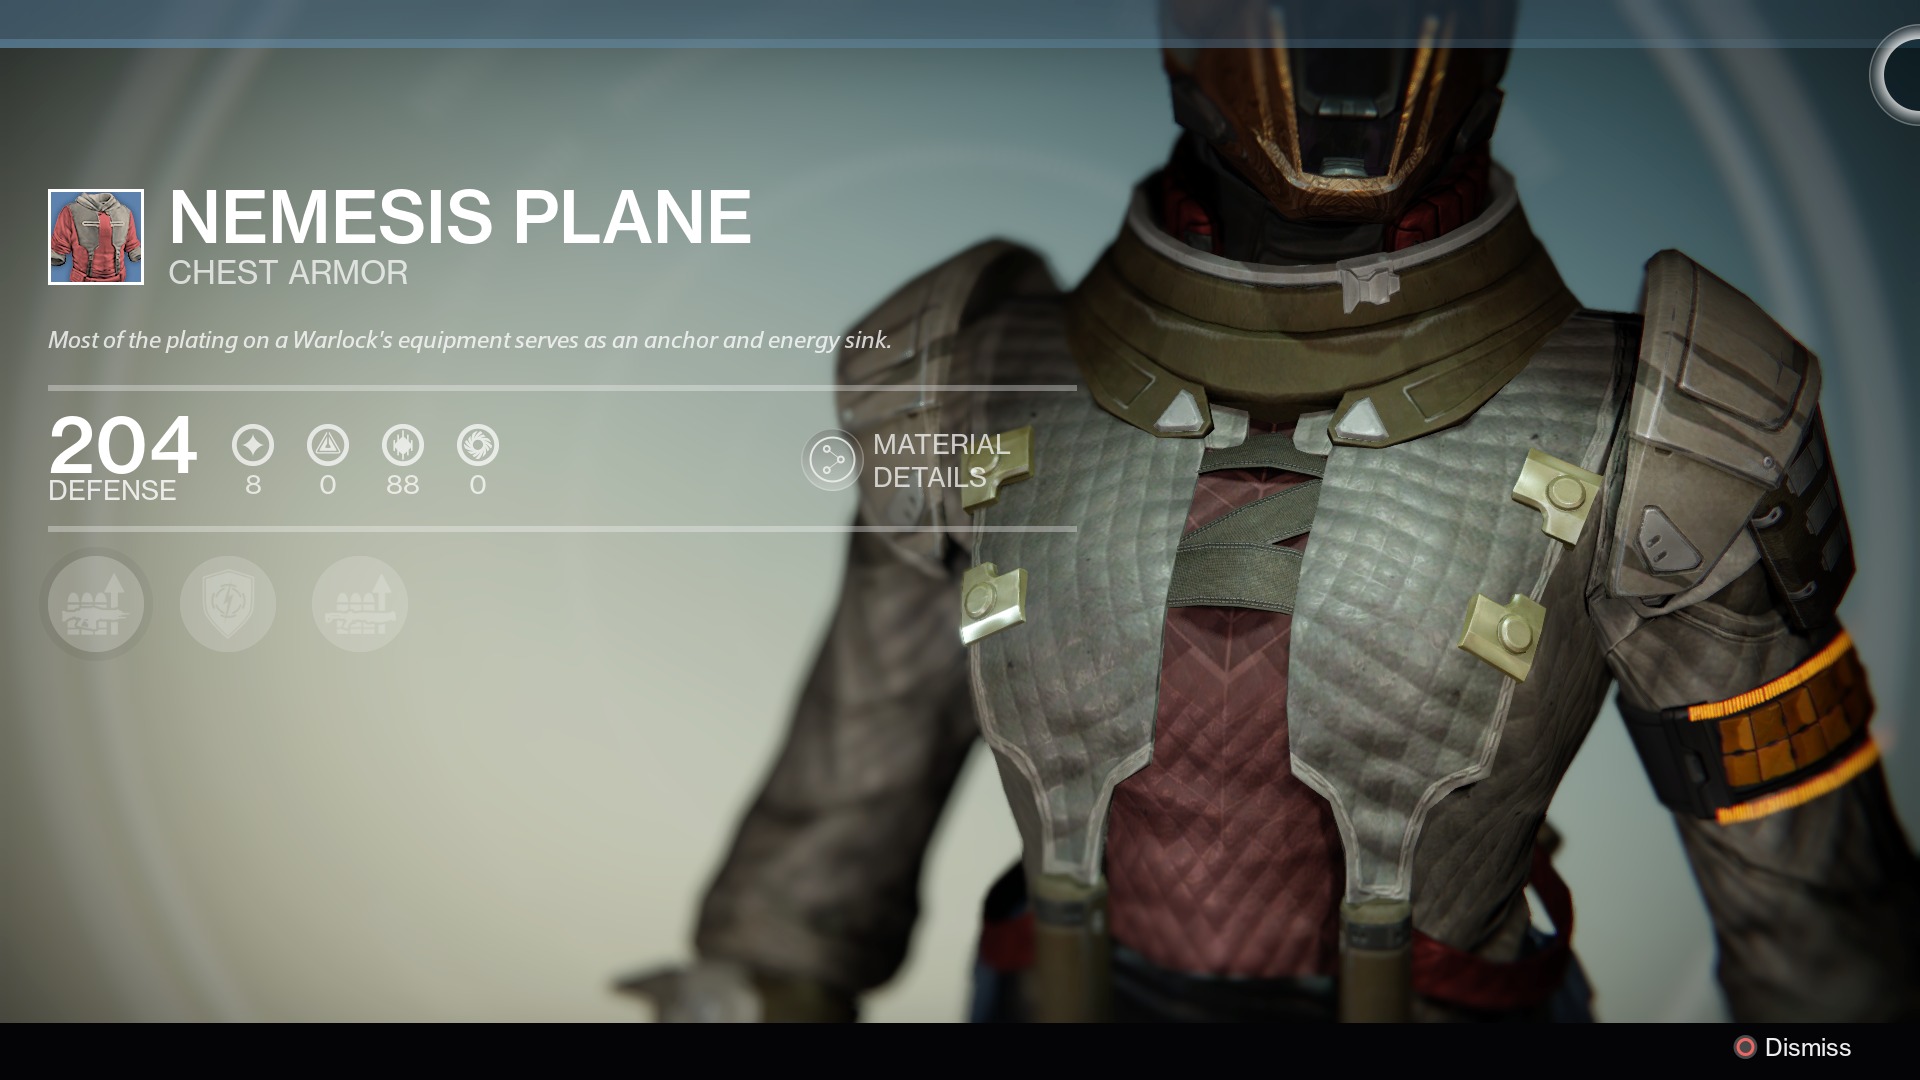 NEMESIS PLANE
CHEST ARMOR
Most of the plating on a Warlock's equipment serves as an anchor and energy sink.
204
DEFENSE
8 0 88 0
MATERIAL
DETAILS
Dismiss